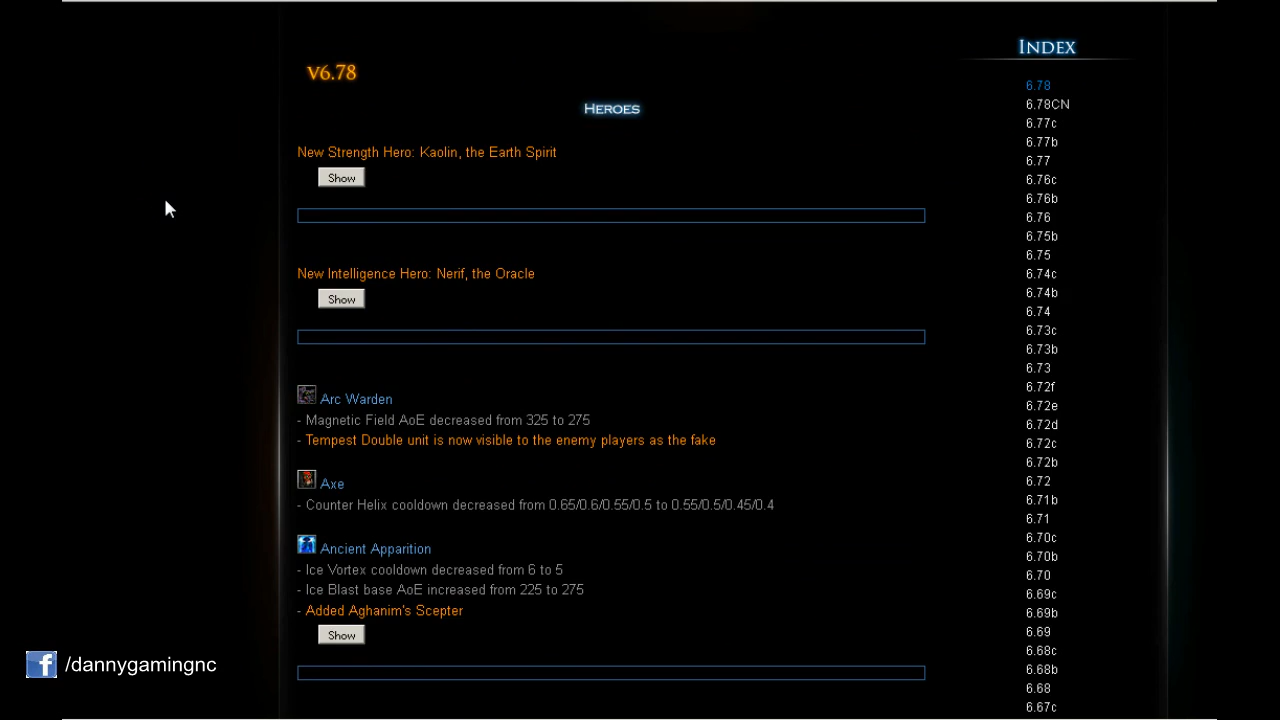 v6.78
Heroes
New Strength Hero: Kaolin, the Earth Spirit
Show
New Intelligence Hero: Nerif, the Oracle
Show
Arc Warden
- Magnetic Field AoE decreased from 325 to 275
- Tempest Double unit is now visible to the enemy players as the fake
Axe
- Counter Helix cooldown decreased from 0.65/0.6/0.55/0.5 to 0.55/0.5/0.45/0.4
Ancient Apparition
- Ice Vortex cooldown decreased from 6 to 5
- Ice Blast base AoE increased from 225 to 275
- Added Aghanim's Scepter
Show
Index
6.78
6.78CN
6.77c
6.77b
6.77
6.76c
6.76b
6.76
6.75b
6.75
6.74c
6.74b
6.74
6.73c
6.73b
6.73
6.72f
6.72e
6.72d
6.72c
6.72b
6.72
6.71b
6.71
6.70c
6.70b
6.70
6.69c
6.69b
6.69
6.68c
6.68b
6.68
6.67c
f /dannygamingnc